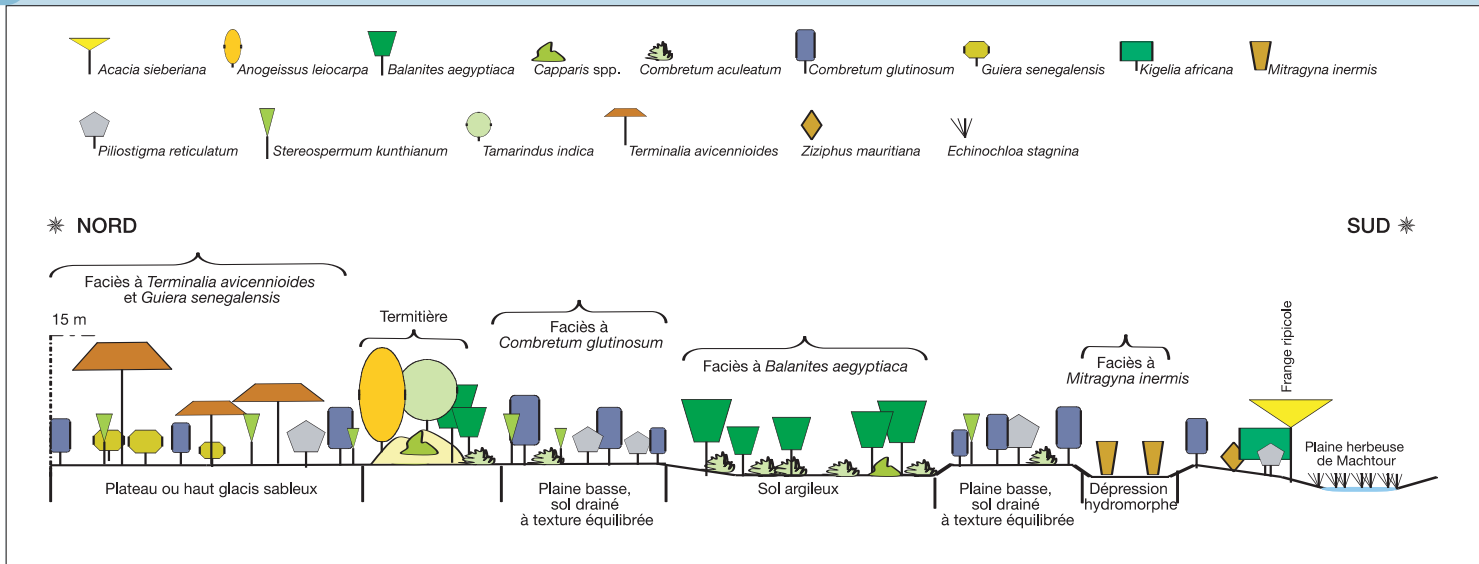 Acacia sieberiana
Anogeissus leiocarpa
Balanites aegyptiaca
Capparis spp.
Combretum aculeatum
Combretum glutinosum
Guiera senegalensis
Kigelia africana
Mitragyna inermis
Piliostigma reticulatum
Stereospermum kunthianum
Tamarindus indica
Terminalia avicennioides
Ziziphus mauritiana
Echinochloa stagnina
NORD
SUD
Faciès à Terminalia avicennioides
et Guiera senegalensis
15 m
Termitière
Faciès à
Combretum glutinosum
Faciès à Balanites aegyptiaca
Faciès à
Mitragyna inermis
Frange ripicole
Plaine herbeuse
de Machtour
Plateau ou haut glacis sableux
Plaine basse,
sol drainé
à texture équilibrée
Sol argileux
Plaine basse,
sol drainé
à texture équilibrée
Dépression
hydromorphe